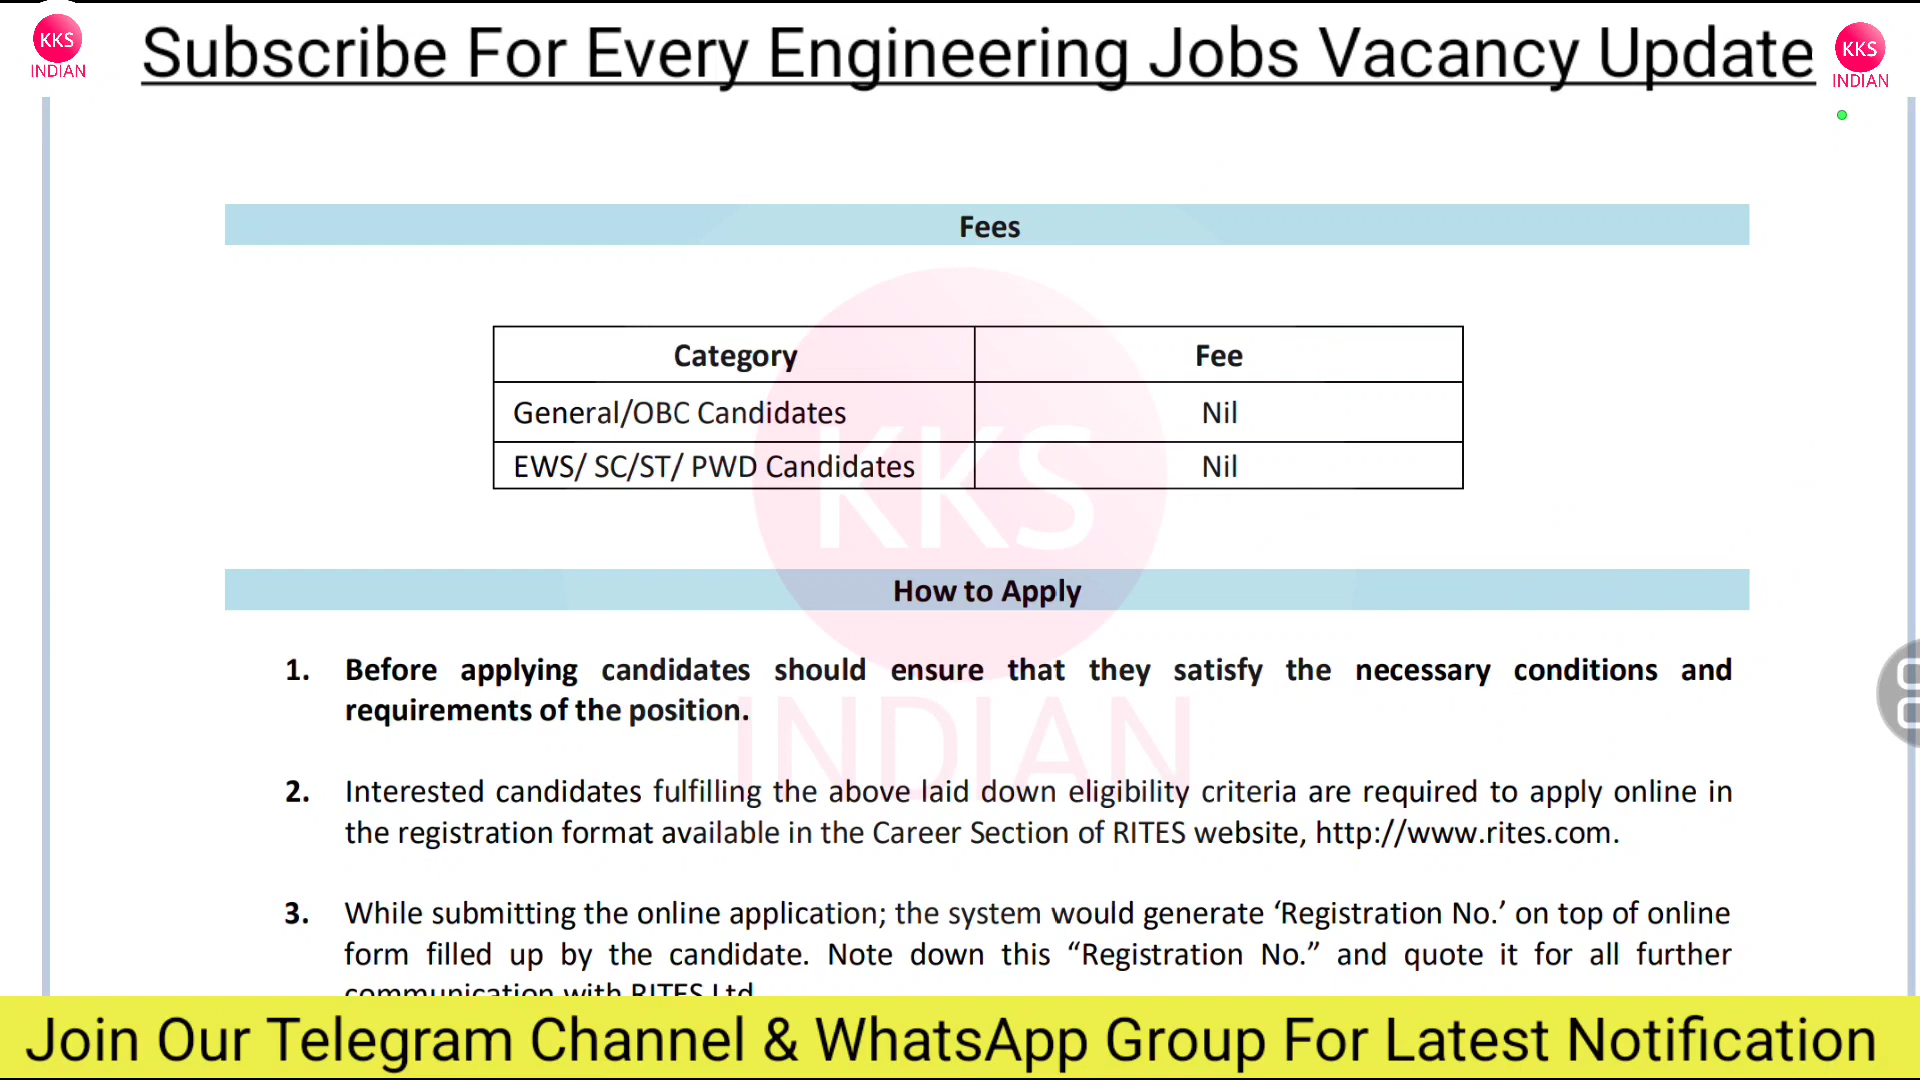 KKS
INDIAN
Subscribe For Every Engineering Jobs Vacancy Update
KKS
INDIAN
Fees
Category Fee
General/OBC Candidates Nil
EWS/ SC/ST/ PWD Candidates Nil
KKS
INDIAN
How to Apply
1. Before applying candidates should ensure that they satisfy the necessary conditions and
requirements of the position.
2. Interested candidates fulfilling the above laid down eligibility criteria are required to apply online in
the registration format available in the Career Section of RITES website, http://www.rites.com.
3. While submitting the online application; the system would generate ‘Registration No.’ on top of online
form filled up by the candidate. Note down this “Registration No.” and quote it for all further
communication with RITES Ltd
Join Our Telegram Channel & WhatsApp Group For Latest Notification